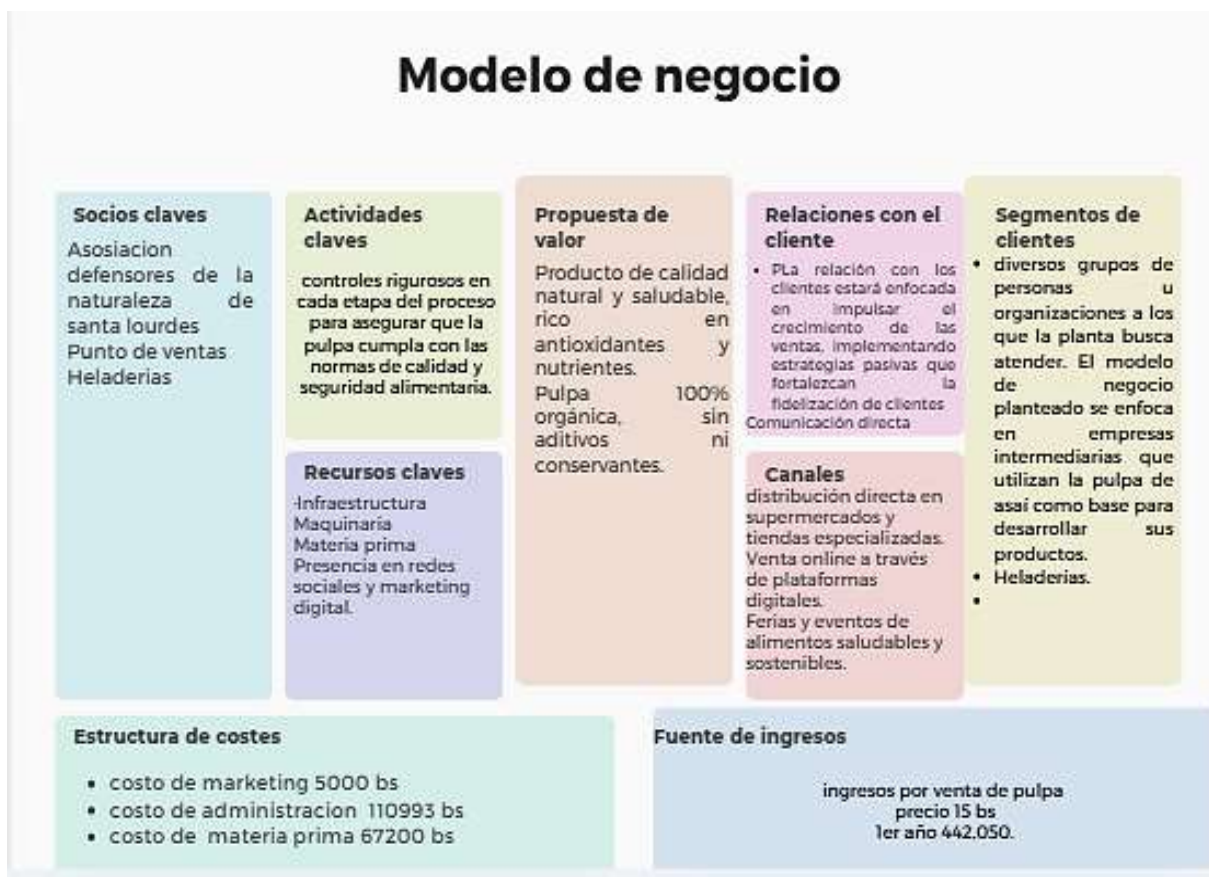 Modelo de negocio
Socios claves
Asosiacion
defensores de la
naturaleza de
santa lourdes
Punto de ventas
Heladerias
Actividades
claves
controles rigurosos en
cada etapa del proceso
para asegurar que la
pulpa cumpla con las
normas de calidad y
seguridad alimentaria.
Recursos claves
-Infraestructura
Maquinaria
Materia prima
Presencia en redes
sociales y marketing
digital.
Propuesta de
valor
Producto de calidad
natural y saludable,
rico en
antioxidantes y
nutrientes.
Pulpa 100%
orgánica, sin
aditivos ni
conservantes.
Relaciones con el
cliente
• PLa relación con los
clientes estará enfocada
en impulsar el
crecimiento de las
ventas, implementando
estrategias pasivas que
fortalezcan la
fidelización de clientes
Comunicación directa
Canales
distribución directa en
supermercados y
tiendas especializadas.
Venta online a través
de plataformas
digitales.
Ferias y eventos de
alimentos saludables y
sostenibles.
Segmentos de
clientes
• diversos grupos de
personas u
organizaciones a los
que la planta busca
atender. El modelo
de negocio
planteado se enfoca
en empresas
intermediarias que
utilizan la pulpa de
asaí como base para
desarrollar sus
productos.
• Heladerias.
•
Estructura de costes
• costo de marketing 5000 bs
• costo de administracion 110993 bs
• costo de materia prima 67200 bs
Fuente de ingresos
ingresos por venta de pulpa
precio 15 bs
1er año 442,050.